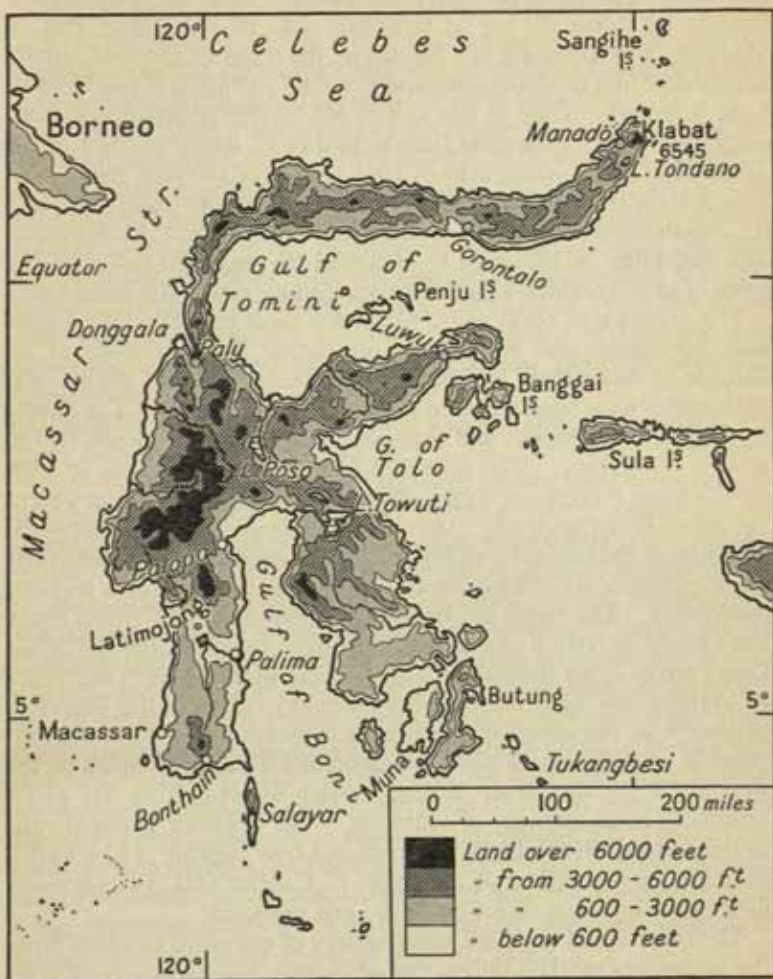 120°
Celebes
Sea
Sangihe
Is
Borneo
Manado
Klabat
6545
L. Tondano
Macassar Str.
Equator
Gulf of
Tomini
Gorontalo
Penju Is
Donggala
Palu
Luwuk
Banggai
Is
G. of
Tolo
Sula Is
L. Poso
Towuti
Palopo
Gulf of Boni
Latimojong
Palima
5°
5°
Macassar
Butung
Muna
Tukangbesi
Bonthain
Salayar
0 100 200 miles
Land over 6000 feet
" from 3000 - 6000 ft
" " 600 - 3000 ft
" below 600 feet
120°